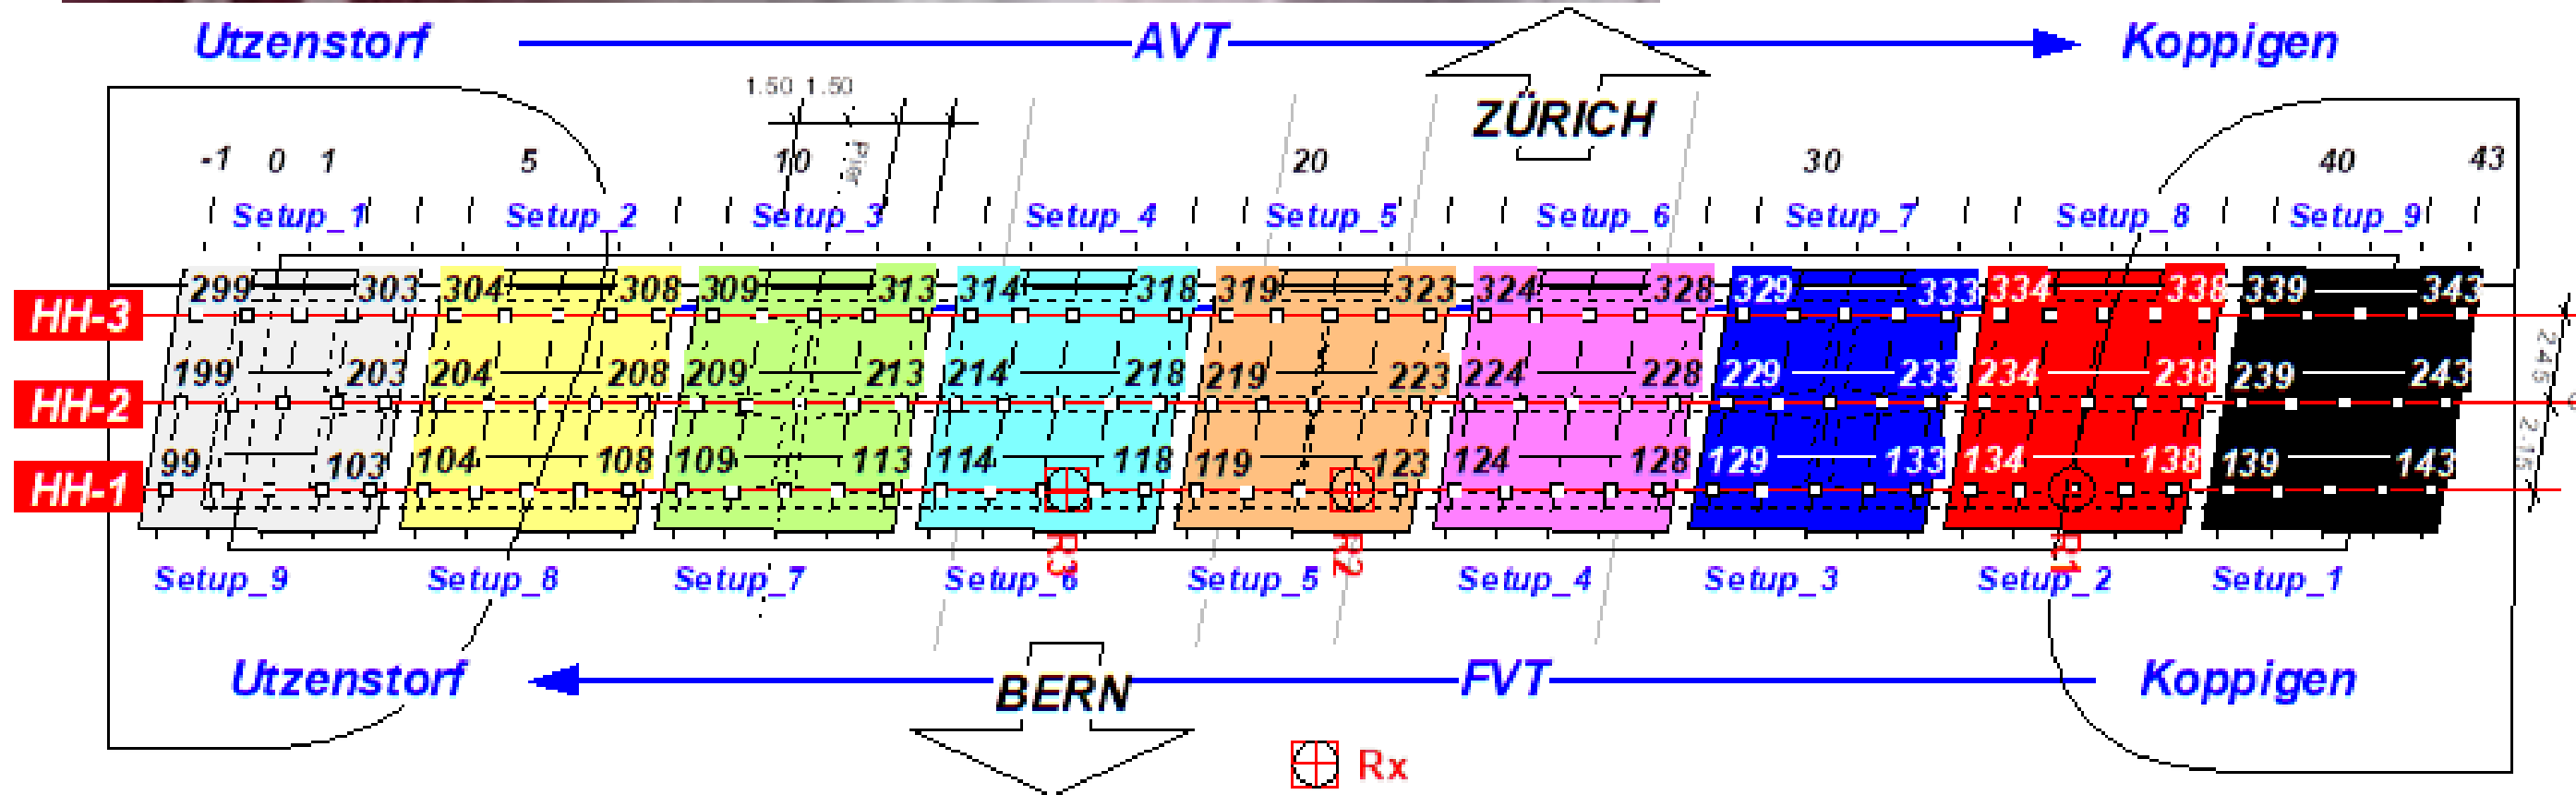 Utzenstorf AVT Koppigen
1.50 1.50
ZÜRICH
-1 0 1 5 10 Pier 20 30 40 43
Setup_1 Setup_2 Setup_3 Setup_4 Setup_5 Setup_6 Setup_7 Setup_8 Setup_9
299 303 304 308 309 313 314 318 319 323 324 328 329 333 334 338 339 343
HH-3
199 203 204 208 209 213 214 218 219 223 224 228 229 233 234 238 239 243
HH-2
99 103 104 108 109 113 114 118 119 123 124 128 129 133 134 138 139 143
HH-1
R3 R2 R1
Setup_9 Setup_8 Setup_7 Setup_6 Setup_5 Setup_4 Setup_3 Setup_2 Setup_1
Utzenstorf BERN FVT Koppigen
Rx